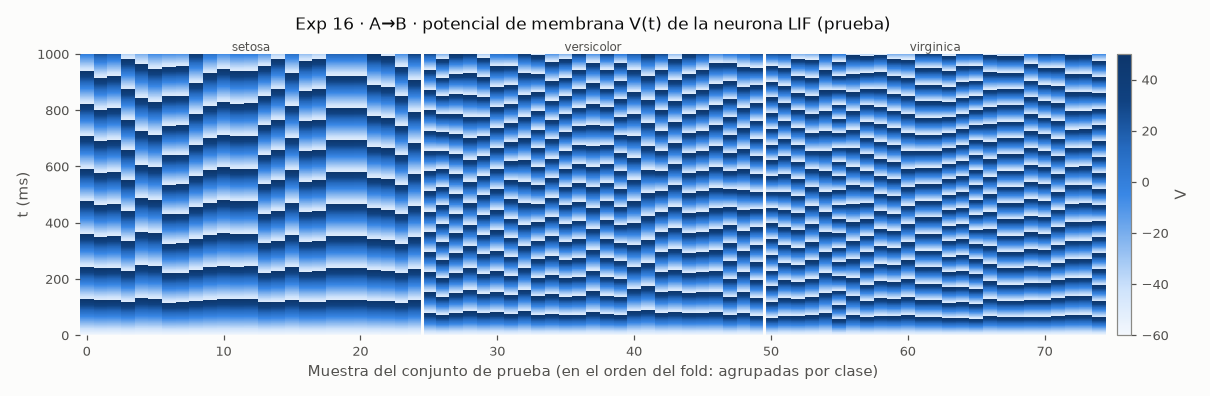 Exp 16 · A→B · potencial de membrana V(t) de la neurona LIF (prueba)
setosa versicolor virginica
1000
800
600
400
200
0
t (ms)
0 10 20 30 40 50 60 70
Muestra del conjunto de prueba (en el orden del fold: agrupadas por clase)
40
20
0
−20
−40
−60
V